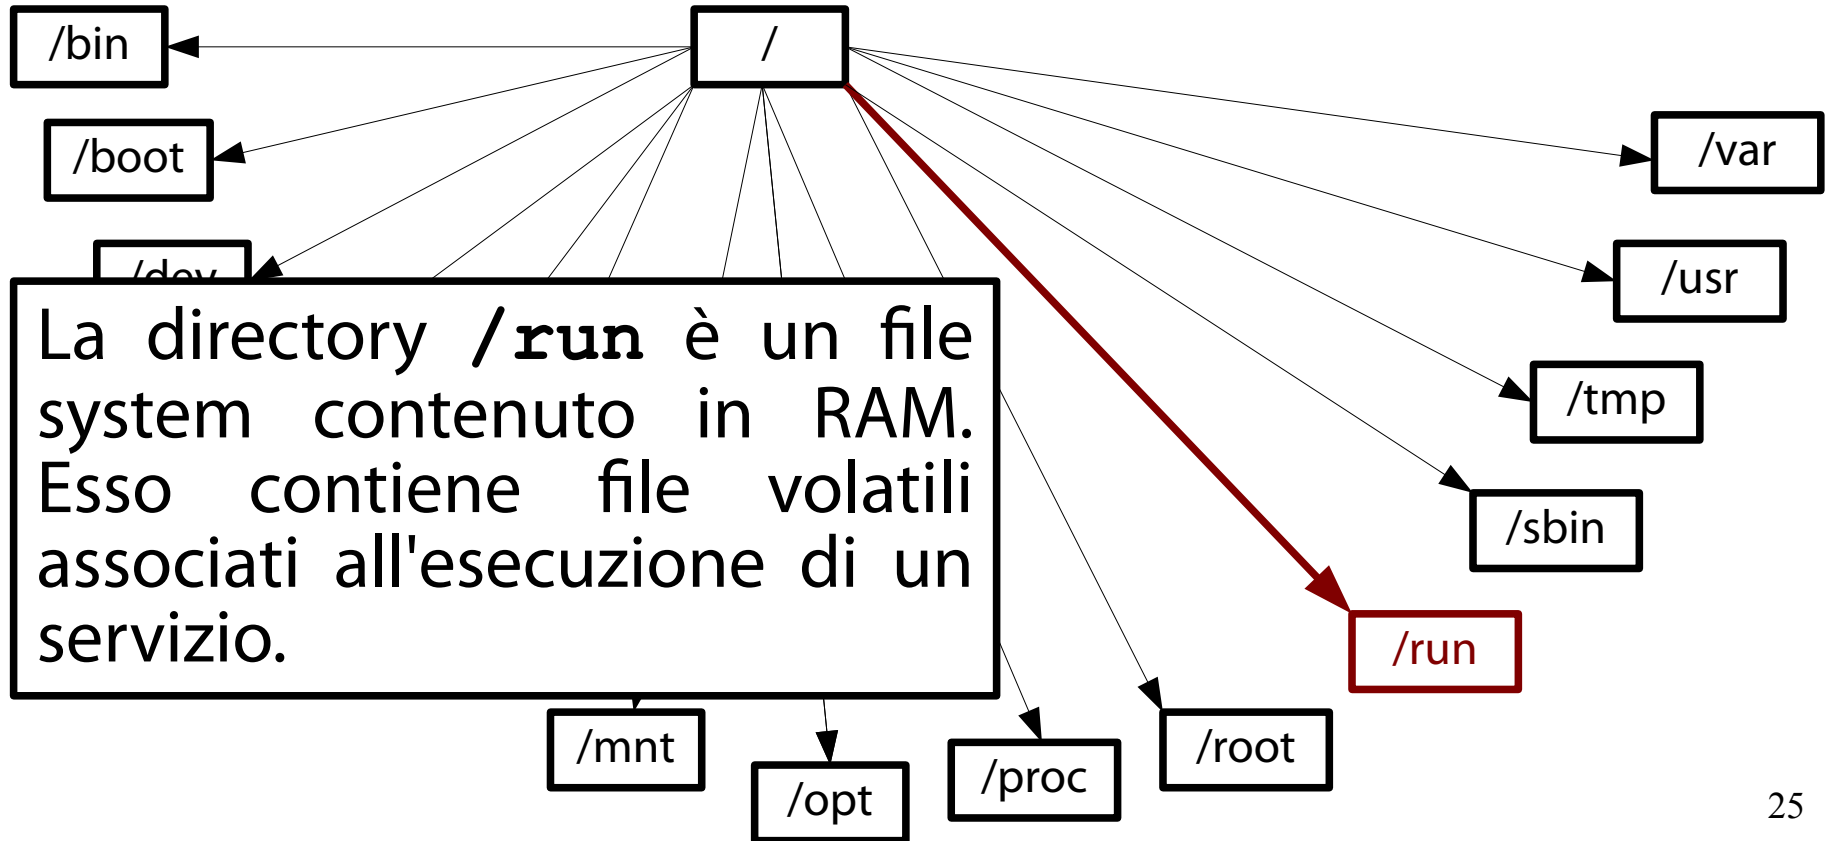 /bin
/
/boot
/var
/dev
/usr
La directory /run è un file
system contenuto in RAM.
Esso contiene file volatili
associati all'esecuzione di un
servizio.
/tmp
/sbin
/run
/mnt
/opt
/proc
/root
25